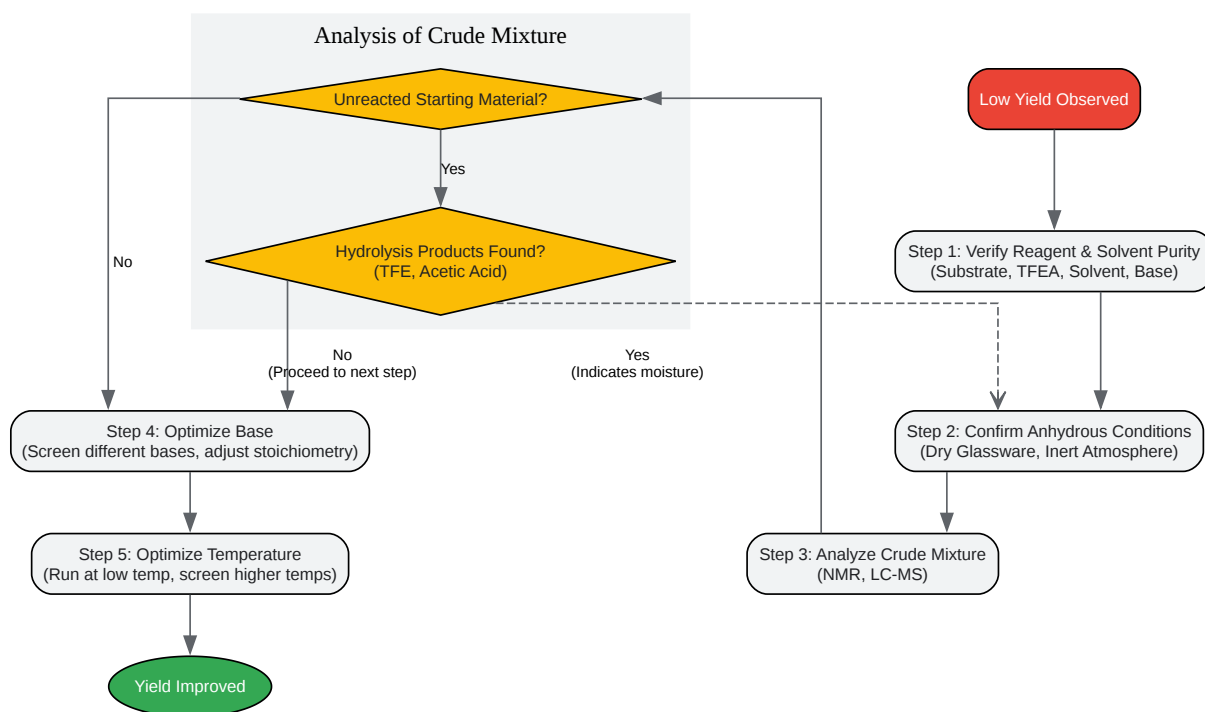 Analysis of Crude Mixture
Unreacted Starting Material?
Low Yield Observed
Yes
No
Hydrolysis Products Found?
(TFE, Acetic Acid)
Step 1: Verify Reagent & Solvent Purity
(Substrate, TFEA, Solvent, Base)
No
(Proceed to next step)
Yes
(Indicates moisture)
Step 4: Optimize Base
(Screen different bases, adjust stoichiometry)
Step 2: Confirm Anhydrous Conditions
(Dry Glassware, Inert Atmosphere)
Step 5: Optimize Temperature
(Run at low temp, screen higher temps)
Step 3: Analyze Crude Mixture
(NMR, LC-MS)
Yield Improved